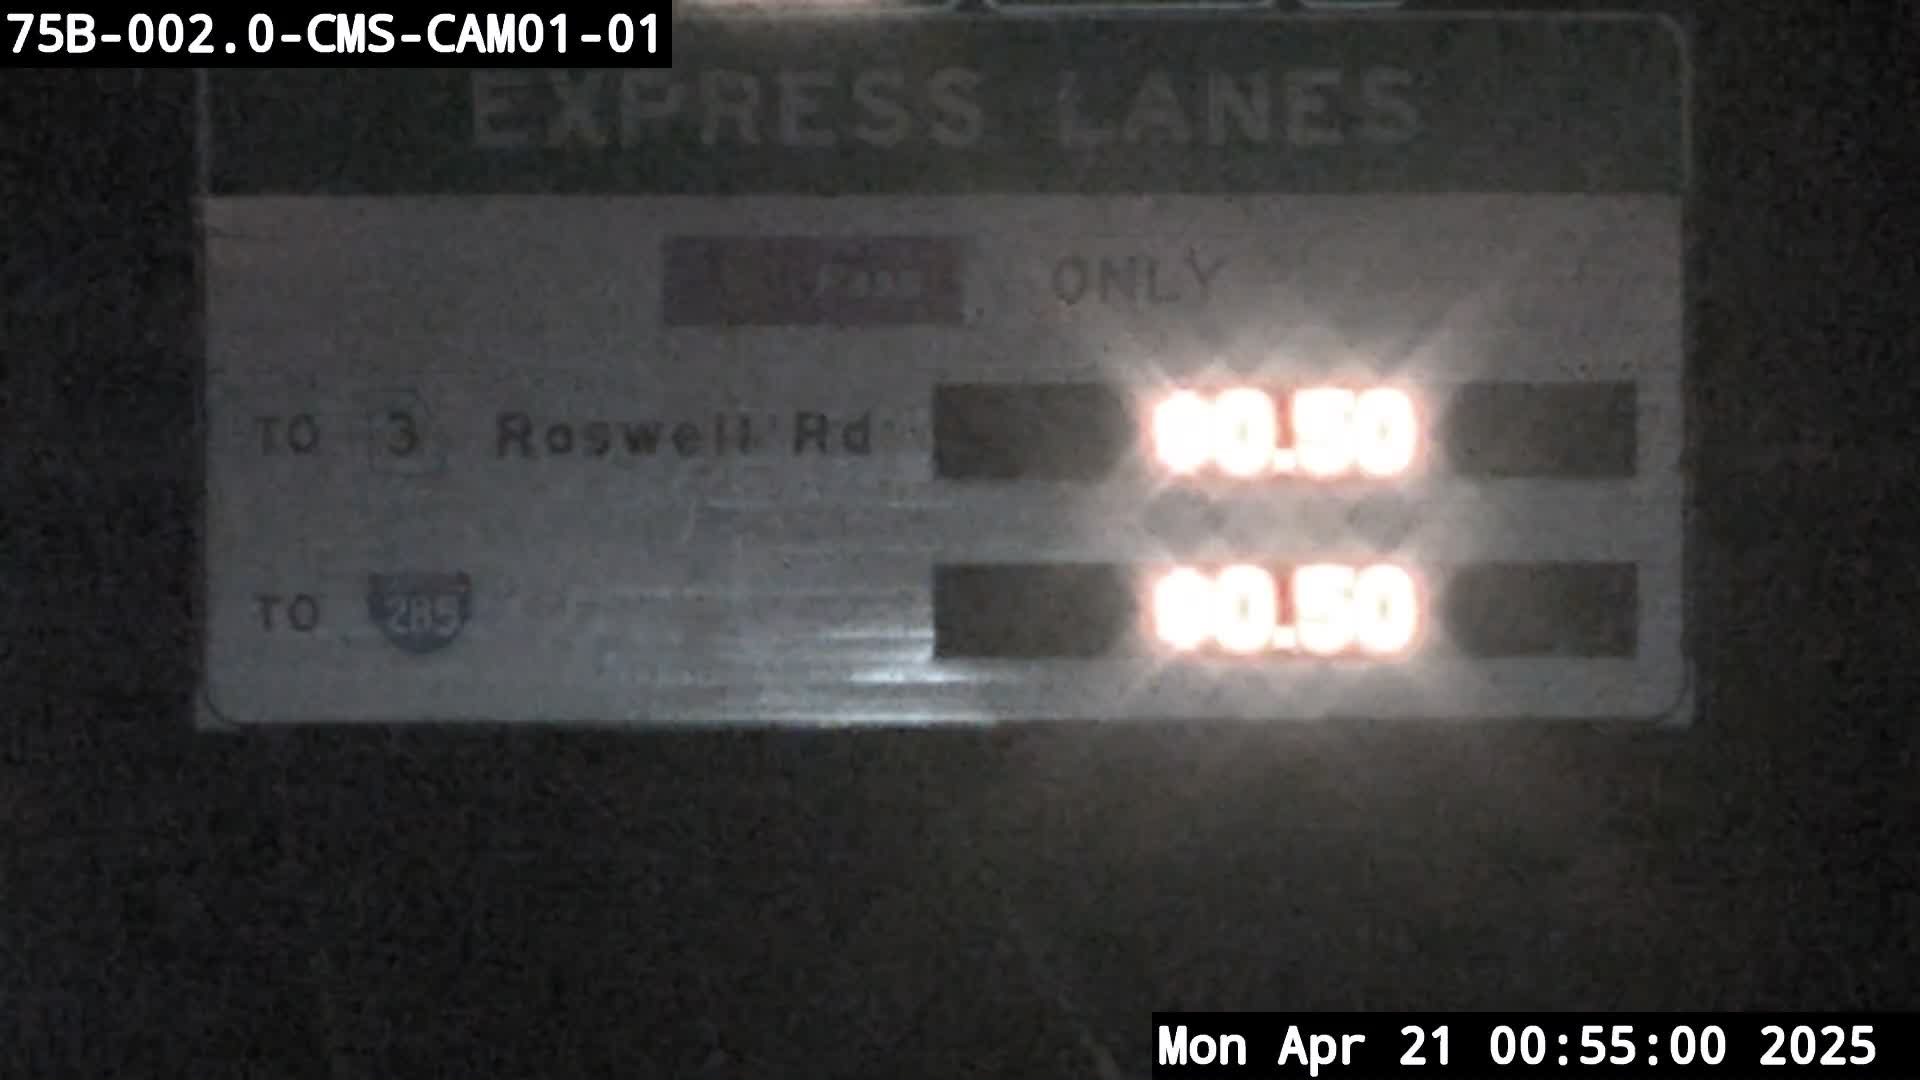 75B-002.0-CMS-CAM01-01
EXPRESS LANES
ONLY
TO 3 Roswell Rd $0.50
TO 285 $0.50
Mon Apr 21 00:55:00 2025